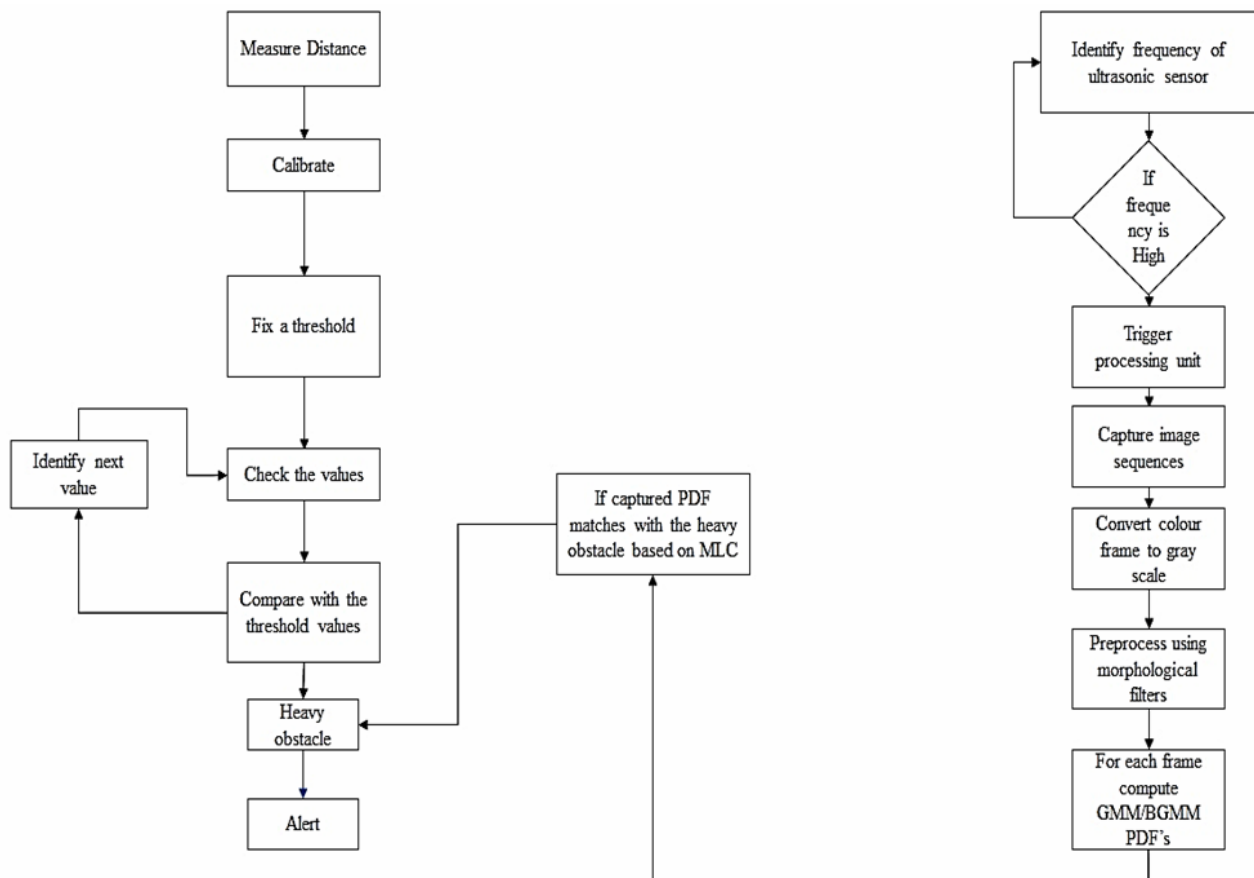 Measure Distance
Calibrate
Fix a threshold
Identify next
value
Check the values
Compare with the
threshold values
Heavy
obstacle
Alert
If captured PDF
matches with the heavy
obstacle based on MLC
Identify frequency of
ultrasonic sensor
If
freque
ncy is
High
Trigger
processing unit
Capture image
sequences
Convert colour
frame to gray
scale
Preprocess using
morphological
filters
For each frame
compute
GMM/BGMM
PDF's